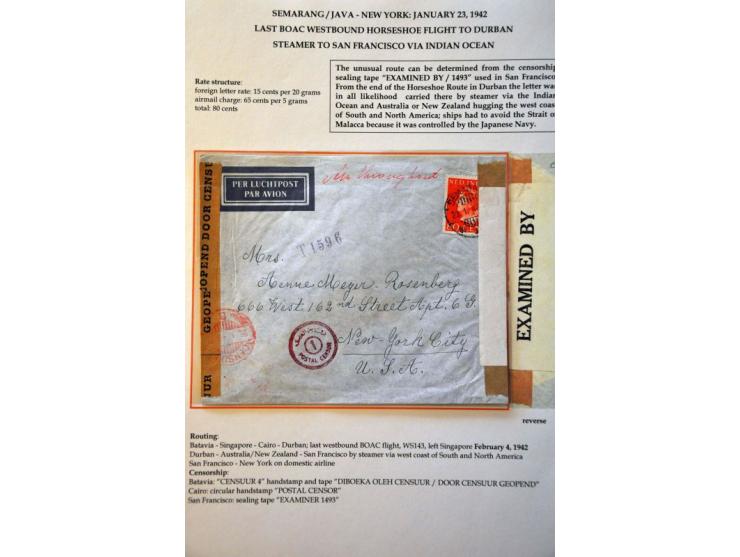 SEMARANG/JAVA - NEW YORK: JANUARY 23, 1942
LAST BOAC WESTBOUND HORSESHOE FLIGHT TO DURBAN
STEAMER TO SAN FRANCISCO VIA INDIAN OCEAN
Rate structure:
foreign letter rate: 15 cents per 20 grams
airmail charge: 65 cents per 5 grams
total: 80 cents
The unusual route can be determined from the censorship
sealing tape "EXAMINED BY / 1493" used in San Francisco
From the end of the Horseshoe Route in Durban the letter was
in all likelihood carried there by steamer via the Indian
Ocean and Australia or New Zealand hugging the west coas
of South and North America; ships had to avoid the Strait o
Malacca because it was controlled by the Japanese Navy.
PER LUCHTPOST
PAR AVION
GEOPEND DOOR CENS
T1596
Mrs.
Aenne Meyer Rosenberg
666 West 162nd Street Apt. 6 G.
New-York City
U.S.A.
1
POSTAL CENSOR
EXAMINED BY
reverse
Routing:
Batavia - Singapore - Cairo - Durban; last westbound BOAC flight, WS143, left Singapore February 4, 1942
Durban - Australia/New Zealand - San Francisco by steamer via west coast of South and North America
San Francisco - New York on domestic airline
Censorship:
Batavia: "CENSUUR 4" handstamp and tape "DIBOEKA OLEH CENSUUR / DOOR CENSUUR GEOPEND"
Cairo: circular handstamp "POSTAL CENSOR"
San Francisco: sealing tape "EXAMINER 1493"